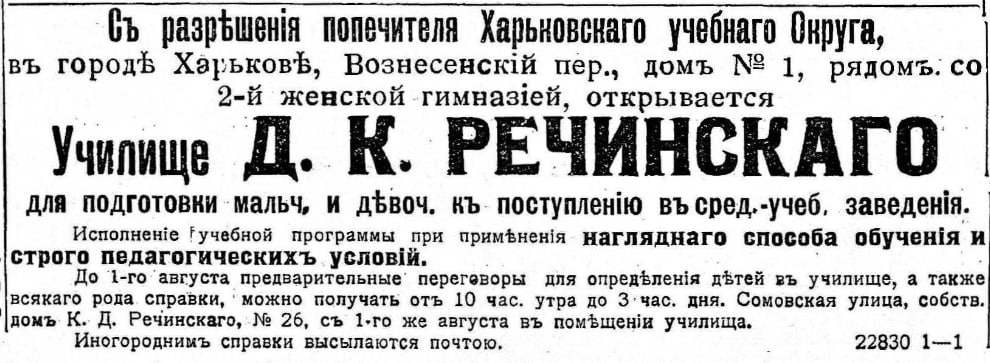 Съ разрѣшенія попечителя Харьковскаго учебнаго Округа,
въ городѣ Харьковѣ, Вознесенскій пер., домъ № 1, рядомъ. со
2-й женской гимназіей, открывается
Училище Д. К. РЕЧИНСКАГО
для подготовки мальч, и дѣвоч. къ поступленію въ сред.-учеб. заведенія.
Исполненіе учебной программы при примѣненія нагляднаго способа обученія и
строго педагогическихъ условій.
До 1-го августа предварительные переговоры для опредѣленія дѣтей въ училище, а также
всякаго рода справки, можно получать отъ 10 час. утра до 3 час. дня. Сомовская улица, собств.
домъ К. Д. Речинскаго, № 26, съ 1-го же августа въ помѣщеніи училища.
Иногороднимъ справки высылаются почтою. 22830 1—1